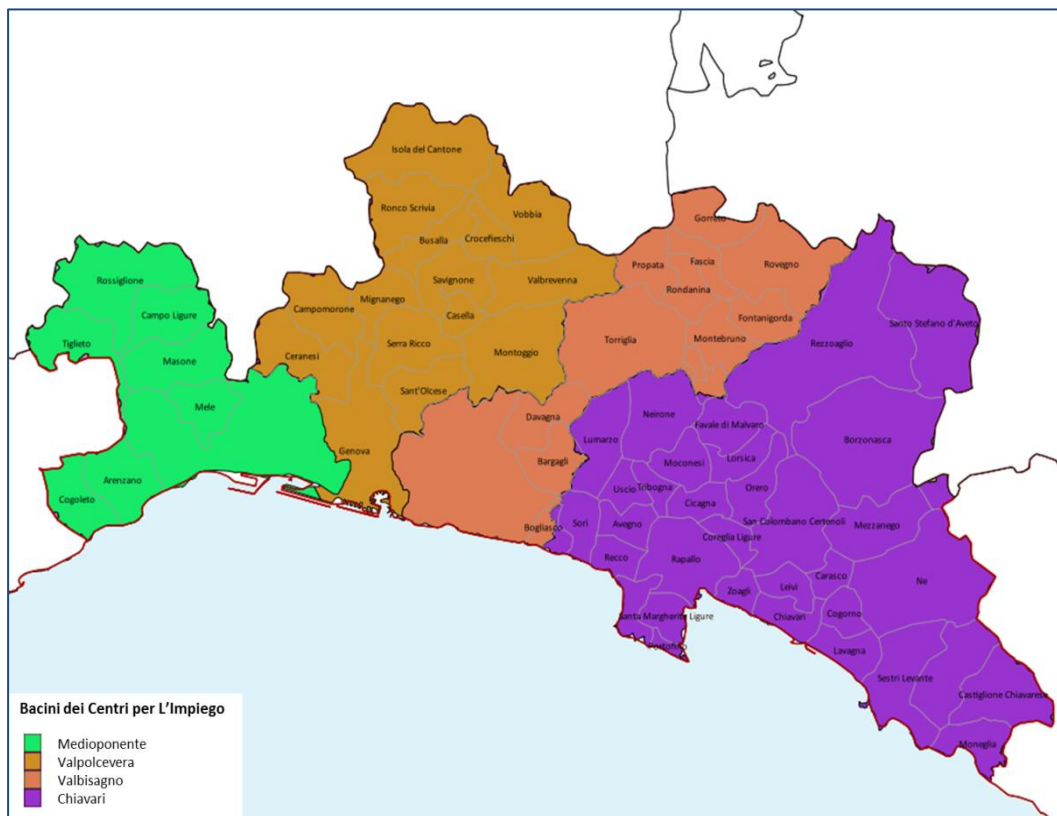 Isola del Cantone
Ronco Scrivia
Vobbia
Busalla
Crocefieschi
Gorreto
Propata
Fascia
Rovegno
Rossiglione
Savignone
Valbrevenna
Rondanina
Mignanego
Campomorone
Campo Ligure
Casella
Fontanigorda
Santo Stefano d'Aveto
Tiglieto
Serra Ricco
Torriglia
Montebruno
Rezzoaglio
Masone
Ceranesi
Montoggio
Sant'Olcese
Mele
Neirone
Davagna
Favale di Malvaro
Lumarzo
Borzonasca
Genova
Bargagli
Moconesi
Lorsica
Arenzano
Cogoleto
Uscio
Tribogna
Orero
Cicagna
Bogliasco
Sori
Avegno
San Colombano Certenoli
Mezzanego
Coreglia Ligure
Recco
Rapallo
Carasco
Ne
Zoagli
Leivi
Santa Margherite Ligure
Chiavari
Cogorno
Portofino
Lavagna
Sestri Levante
Castiglione Chiavarese
Moneglia
Bacini dei Centri per L'Impiego
Medioponente
Valpolcevera
Valbisagno
Chiavari